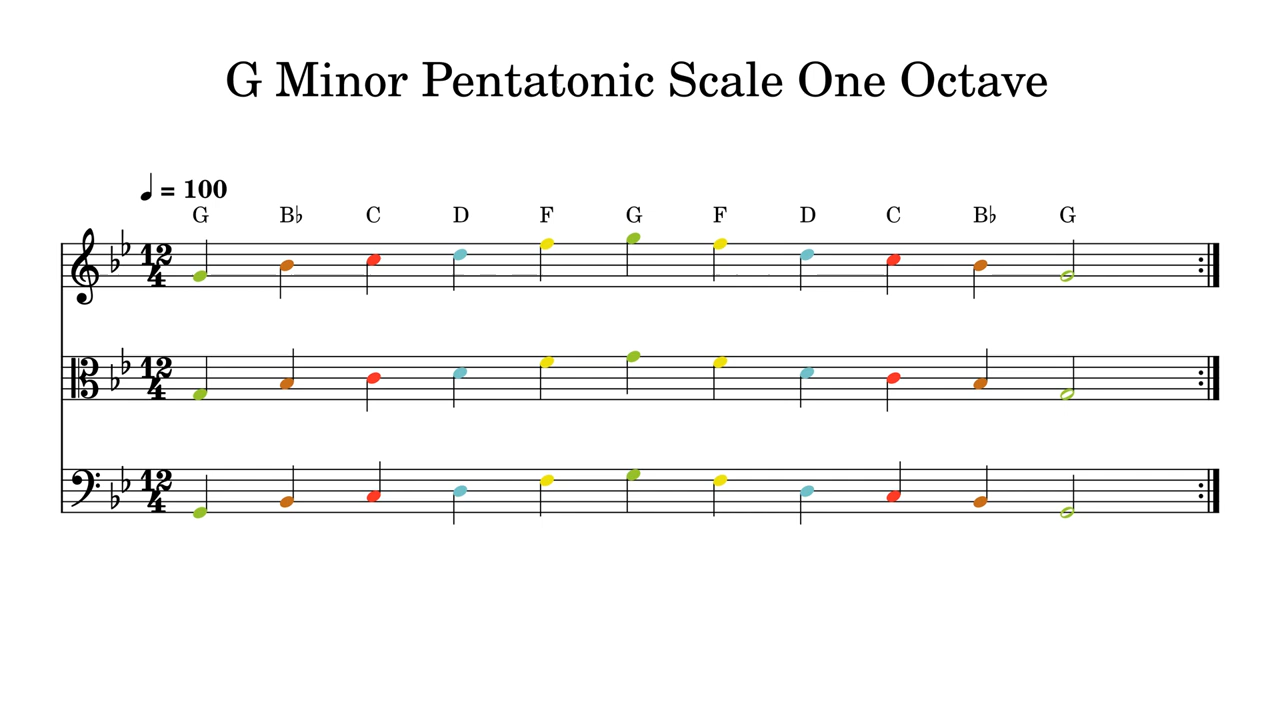 G Minor Pentatonic Scale One Octave
♩ = 100
G B♭ C D F G F D C B♭ G
12
4
12
4
12
4